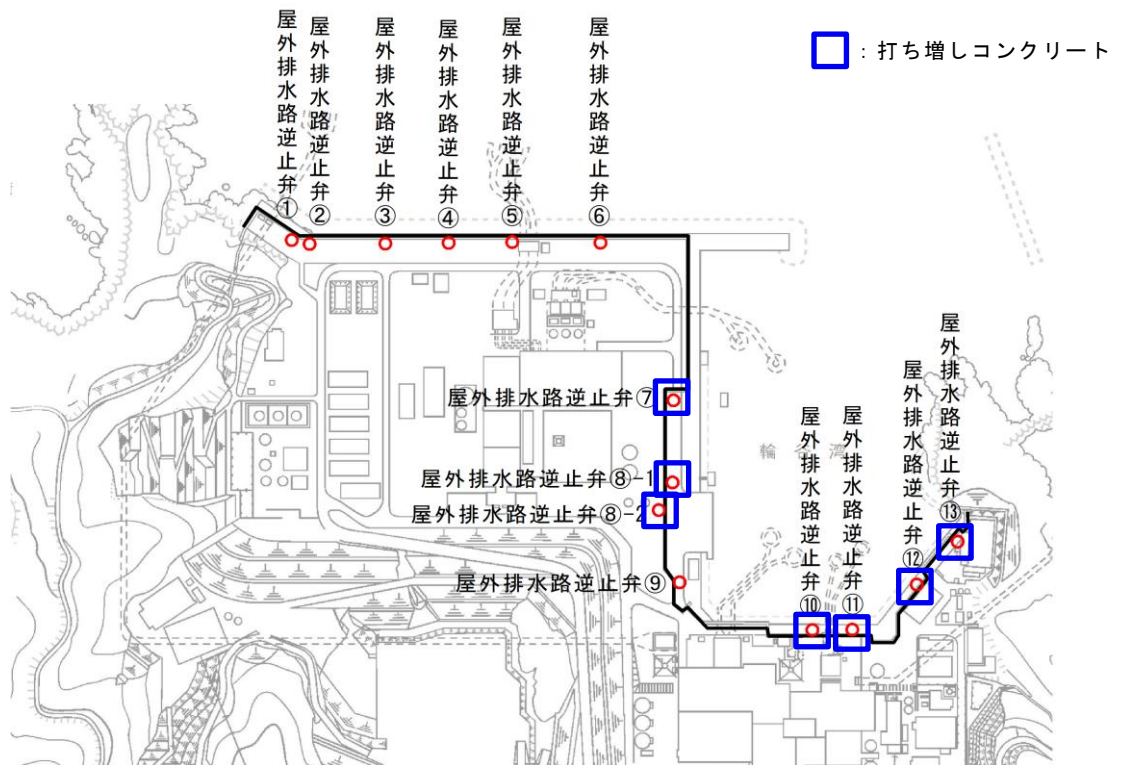 屋外排水路逆止弁①
屋外排水路逆止弁②
屋外排水路逆止弁③
屋外排水路逆止弁④
屋外排水路逆止弁⑤
屋外排水路逆止弁⑥
：打ち増しコンクリート
屋外排水路逆止弁⑦
屋外排水路逆止弁⑧-1
屋外排水路逆止弁⑧-2
屋外排水路逆止弁⑨
輪谷湾
屋外排水路逆止弁⑩
屋外排水路逆止弁⑪
屋外排水路逆止弁⑫
屋外排水路逆止弁⑬